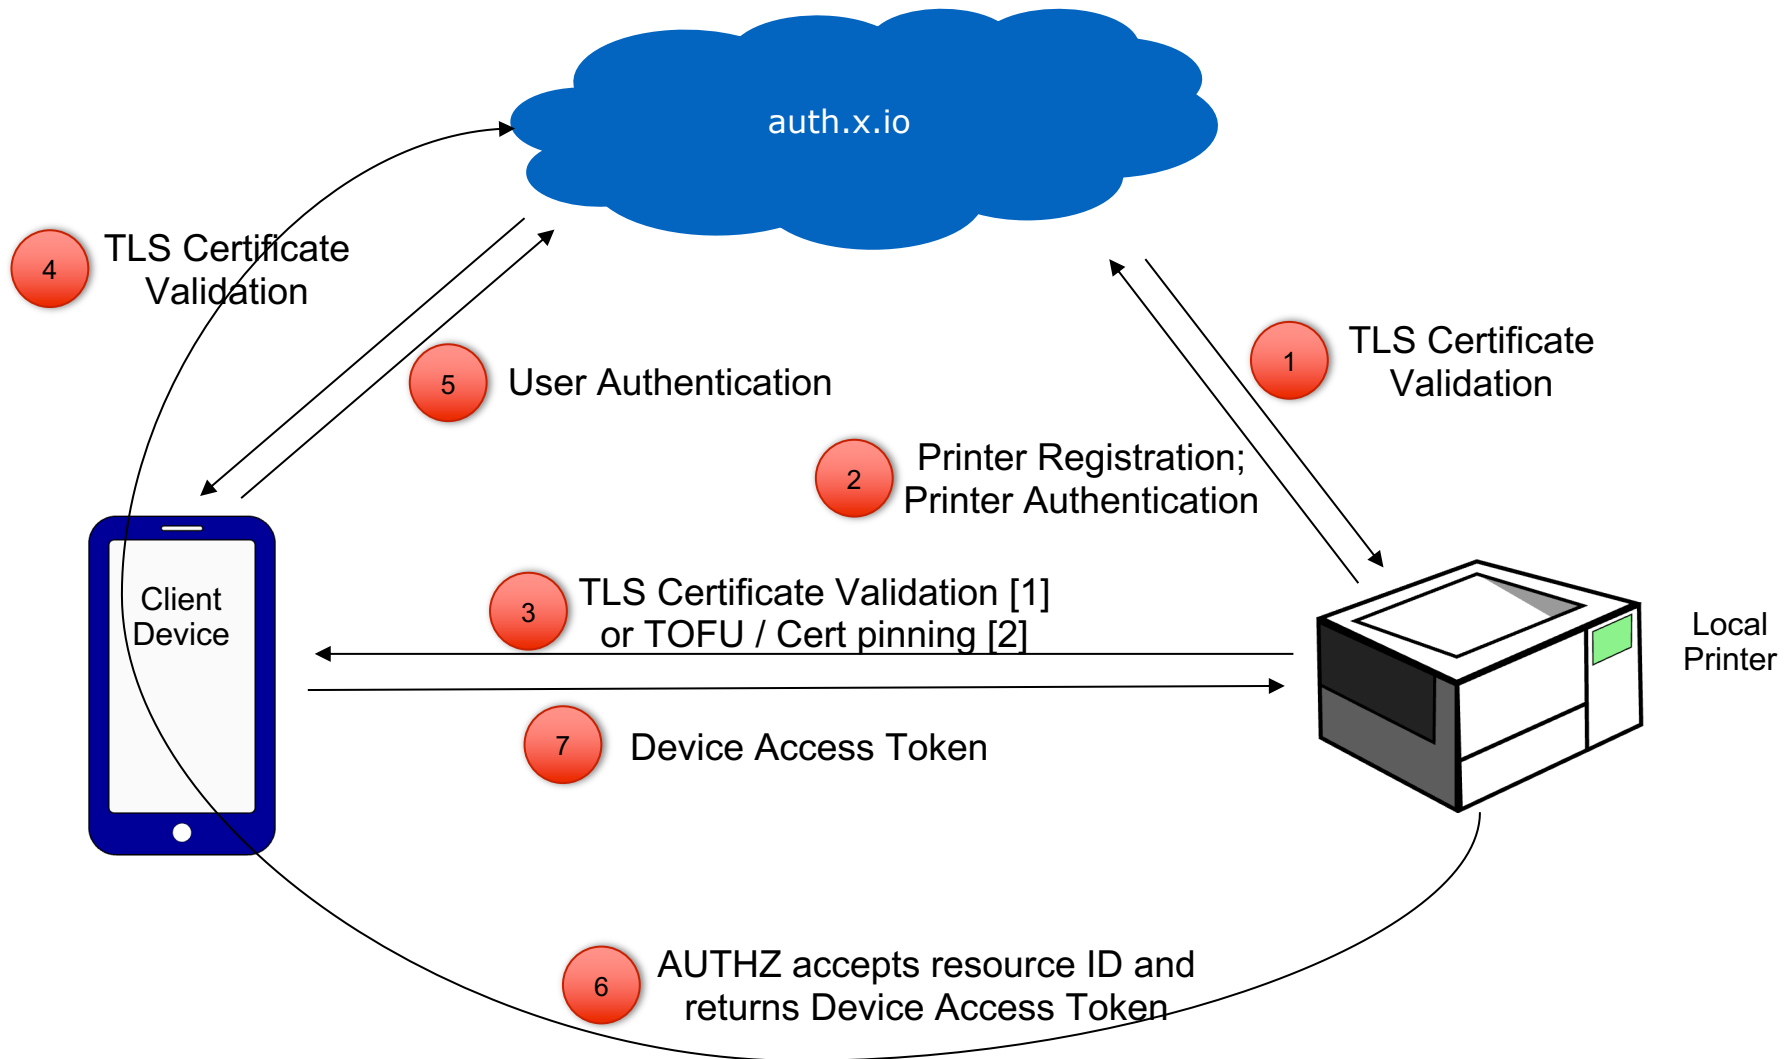 auth.x.io
4
TLS Certificate
Validation
1
TLS Certificate
Validation
5
User Authentication
2
Printer Registration;
Printer Authentication
Client
Device
3
TLS Certificate Validation [1]
or TOFU / Cert pinning [2]
Local
Printer
7
Device Access Token
6
AUTHZ accepts resource ID and
returns Device Access Token